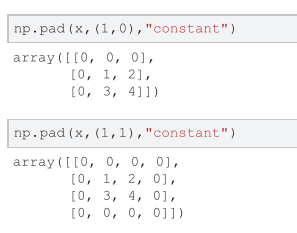 np.pad(x,(1,0),"constant")
array([[0, 0, 0],
       [0, 1, 2],
       [0, 3, 4]])
np.pad(x,(1,1),"constant")
array([[0, 0, 0, 0],
       [0, 1, 2, 0],
       [0, 3, 4, 0],
       [0, 0, 0, 0]])